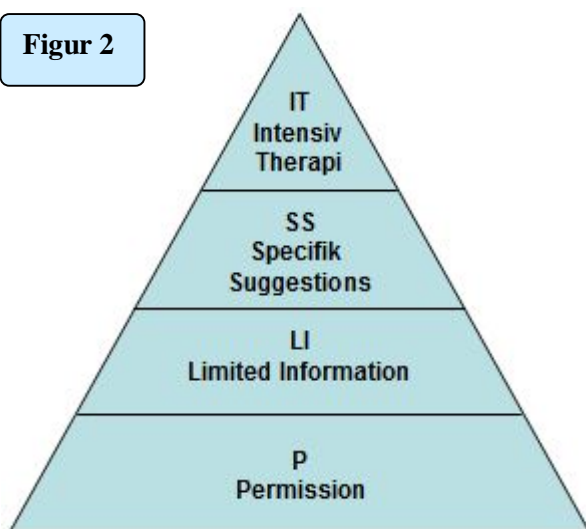 Figur 2
IT
Intensiv
Therapi
SS
Specifik
Suggestions
LI
Limited Information
P
Permission